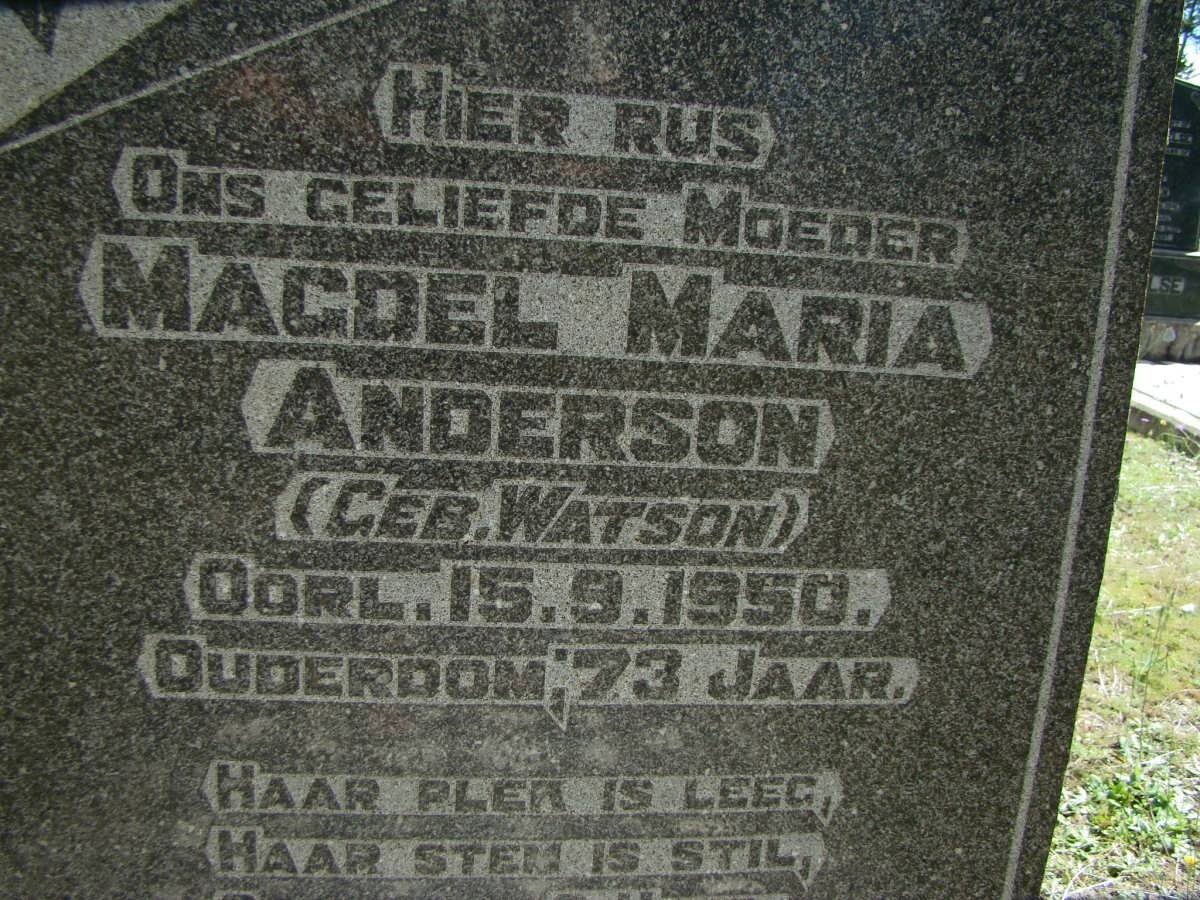 HIER RUS
ONS GELIEFDE MOEDER
MAGDEL MARIA
ANDERSON
(GEB. WATSON)
OORL. 15. 9. 1950.
OUDERDOM; 73 JAAR.
HAAR PLEK IS LEEG,
HAAR STEM IS STIL,
LSE